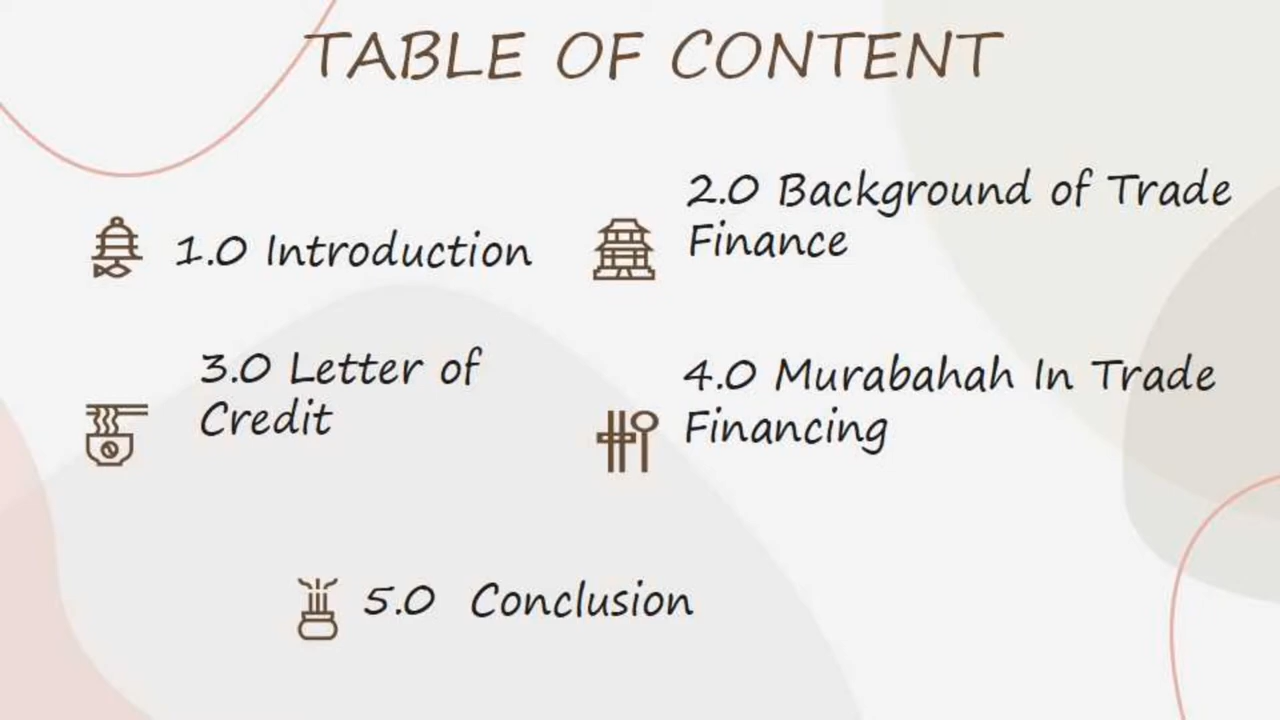 TABLE OF CONTENT
1.0 Introduction
2.0 Background of Trade
Finance
3.0 Letter of
Credit
4.0 Murabahah In Trade
Financing
5.0 Conclusion